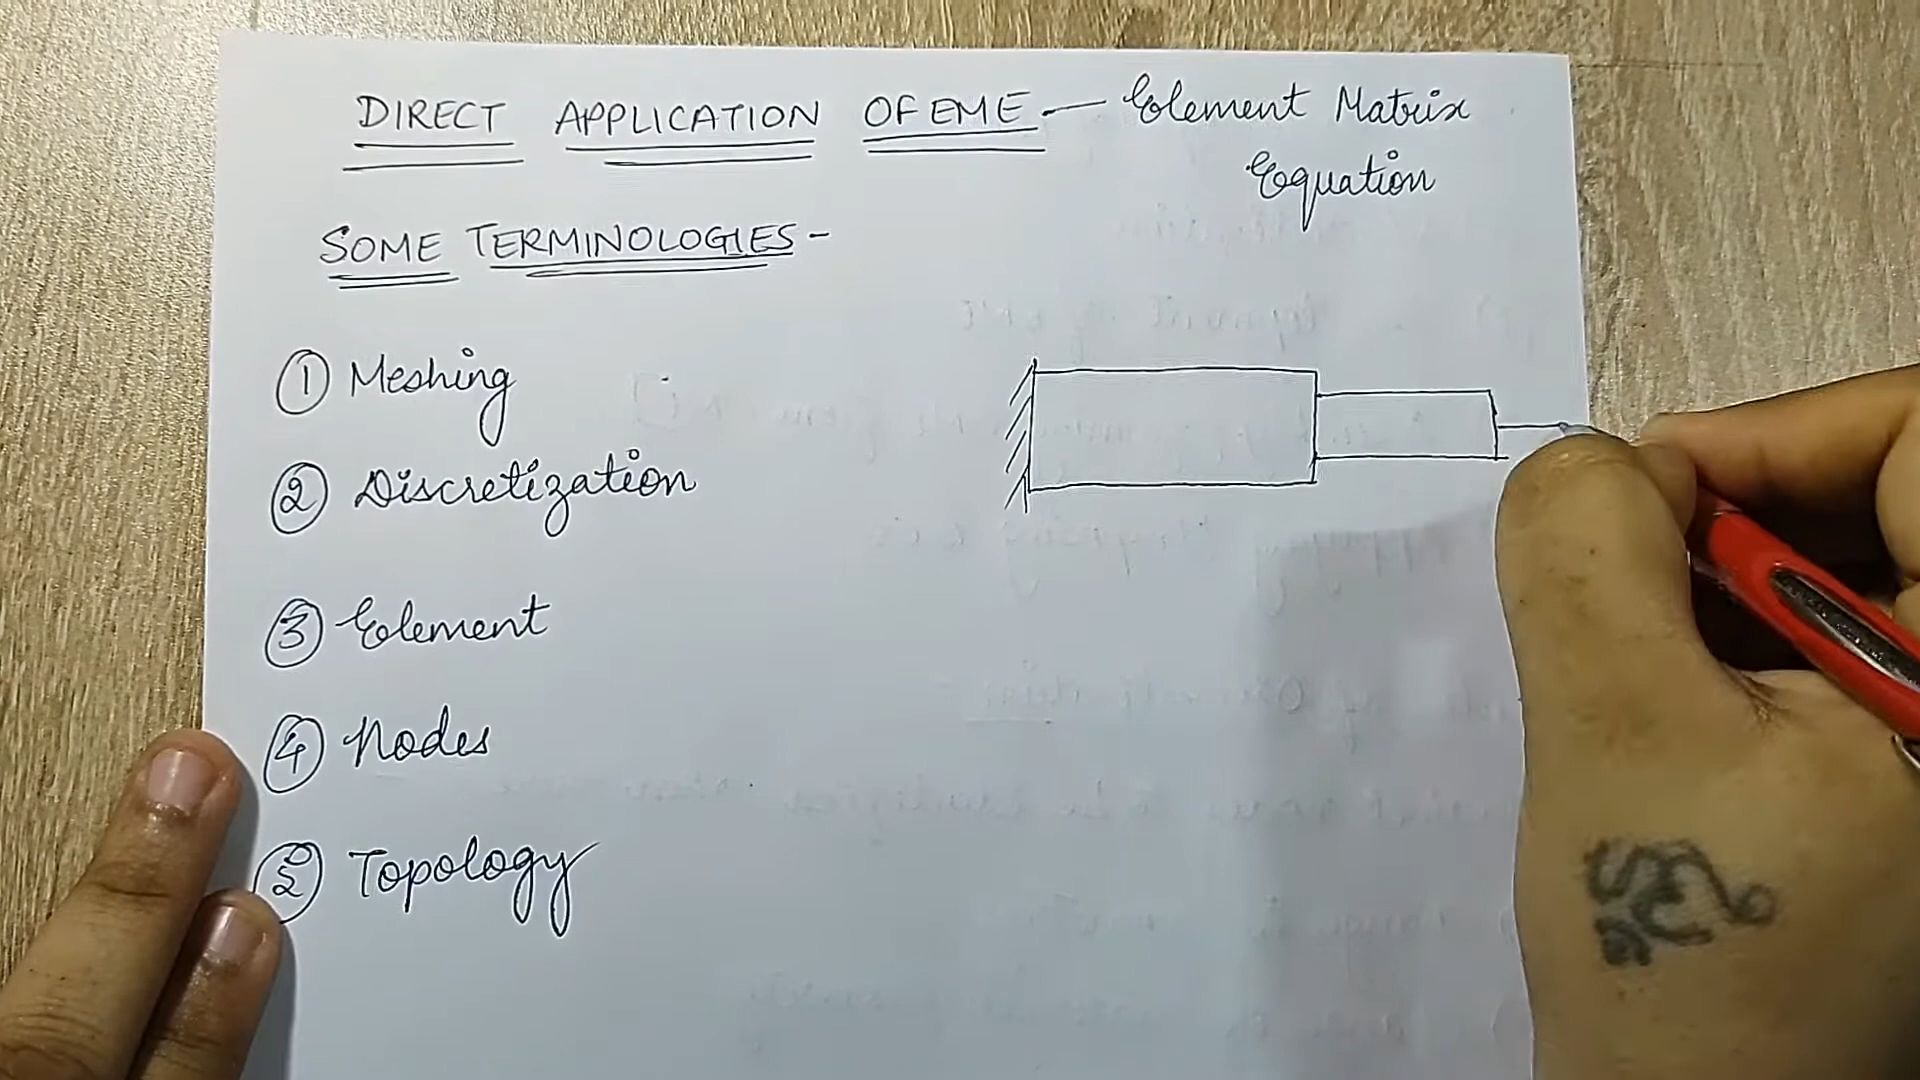 DIRECT APPLICATION OF EME — Element Matrix
Equation
SOME TERMINOLOGIES -
① Meshing
② Discretization
③ Element
④ Nodes
⑤ Topology